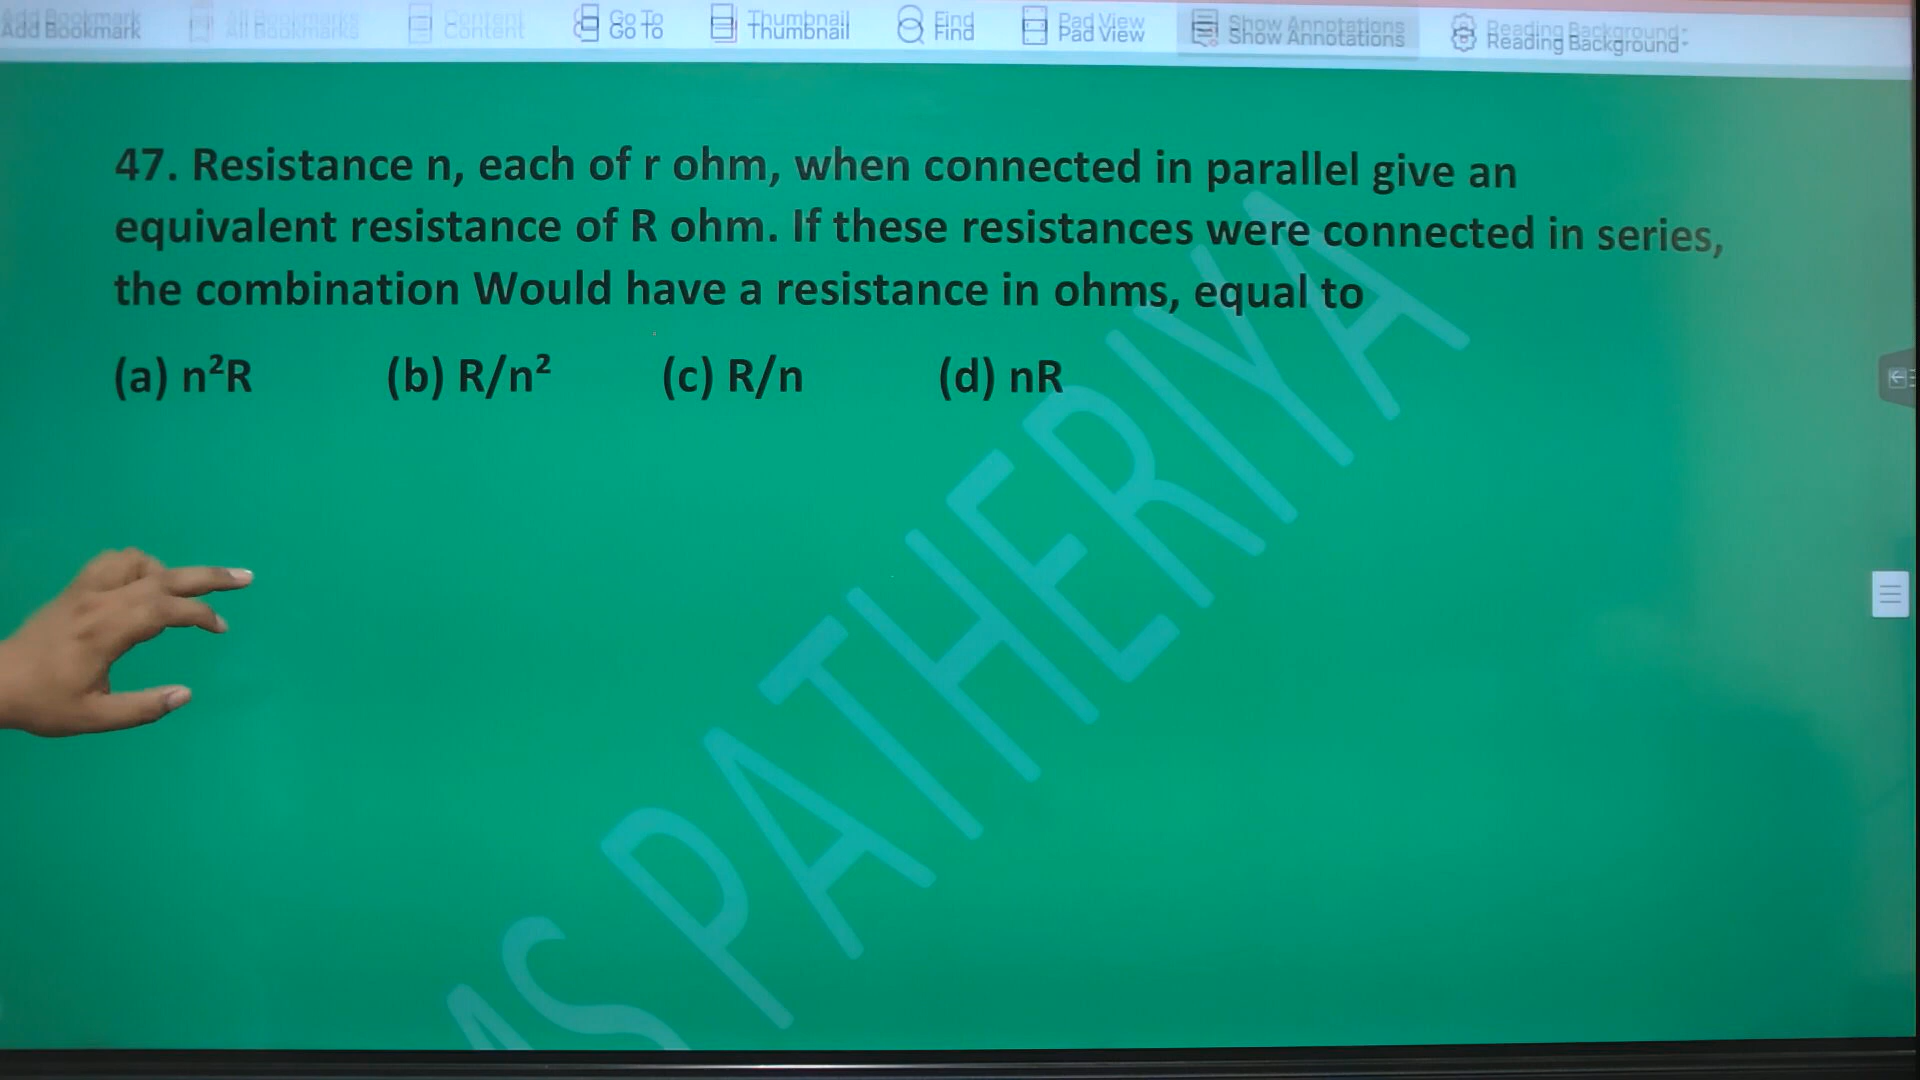 Add Bookmark All Bookmarks Content Go To Thumbnail Find Pad View Show Annotations Reading Background
47. Resistance n, each of r ohm, when connected in parallel give an
equivalent resistance of R ohm. If these resistances were connected in series,
the combination Would have a resistance in ohms, equal to
(a) n²R (b) R/n² (c) R/n (d) nR
MS PATHERIYA